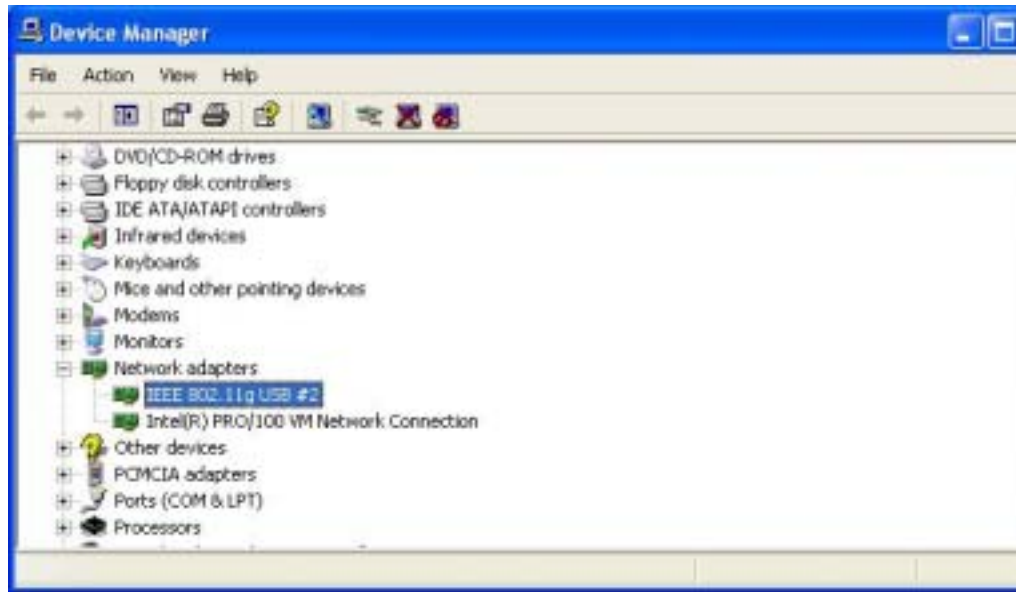 Device Manager
File Action View Help
DVD/CD-ROM drives
Floppy disk controllers
IDE ATA/ATAPI controllers
Infrared devices
Keyboards
Mice and other pointing devices
Modems
Monitors
Network adapters
IEEE 802.11g USB #2
Intel(R) PRO/100 VM Network Connection
Other devices
PCMCIA adapters
Ports (COM & LPT)
Processors